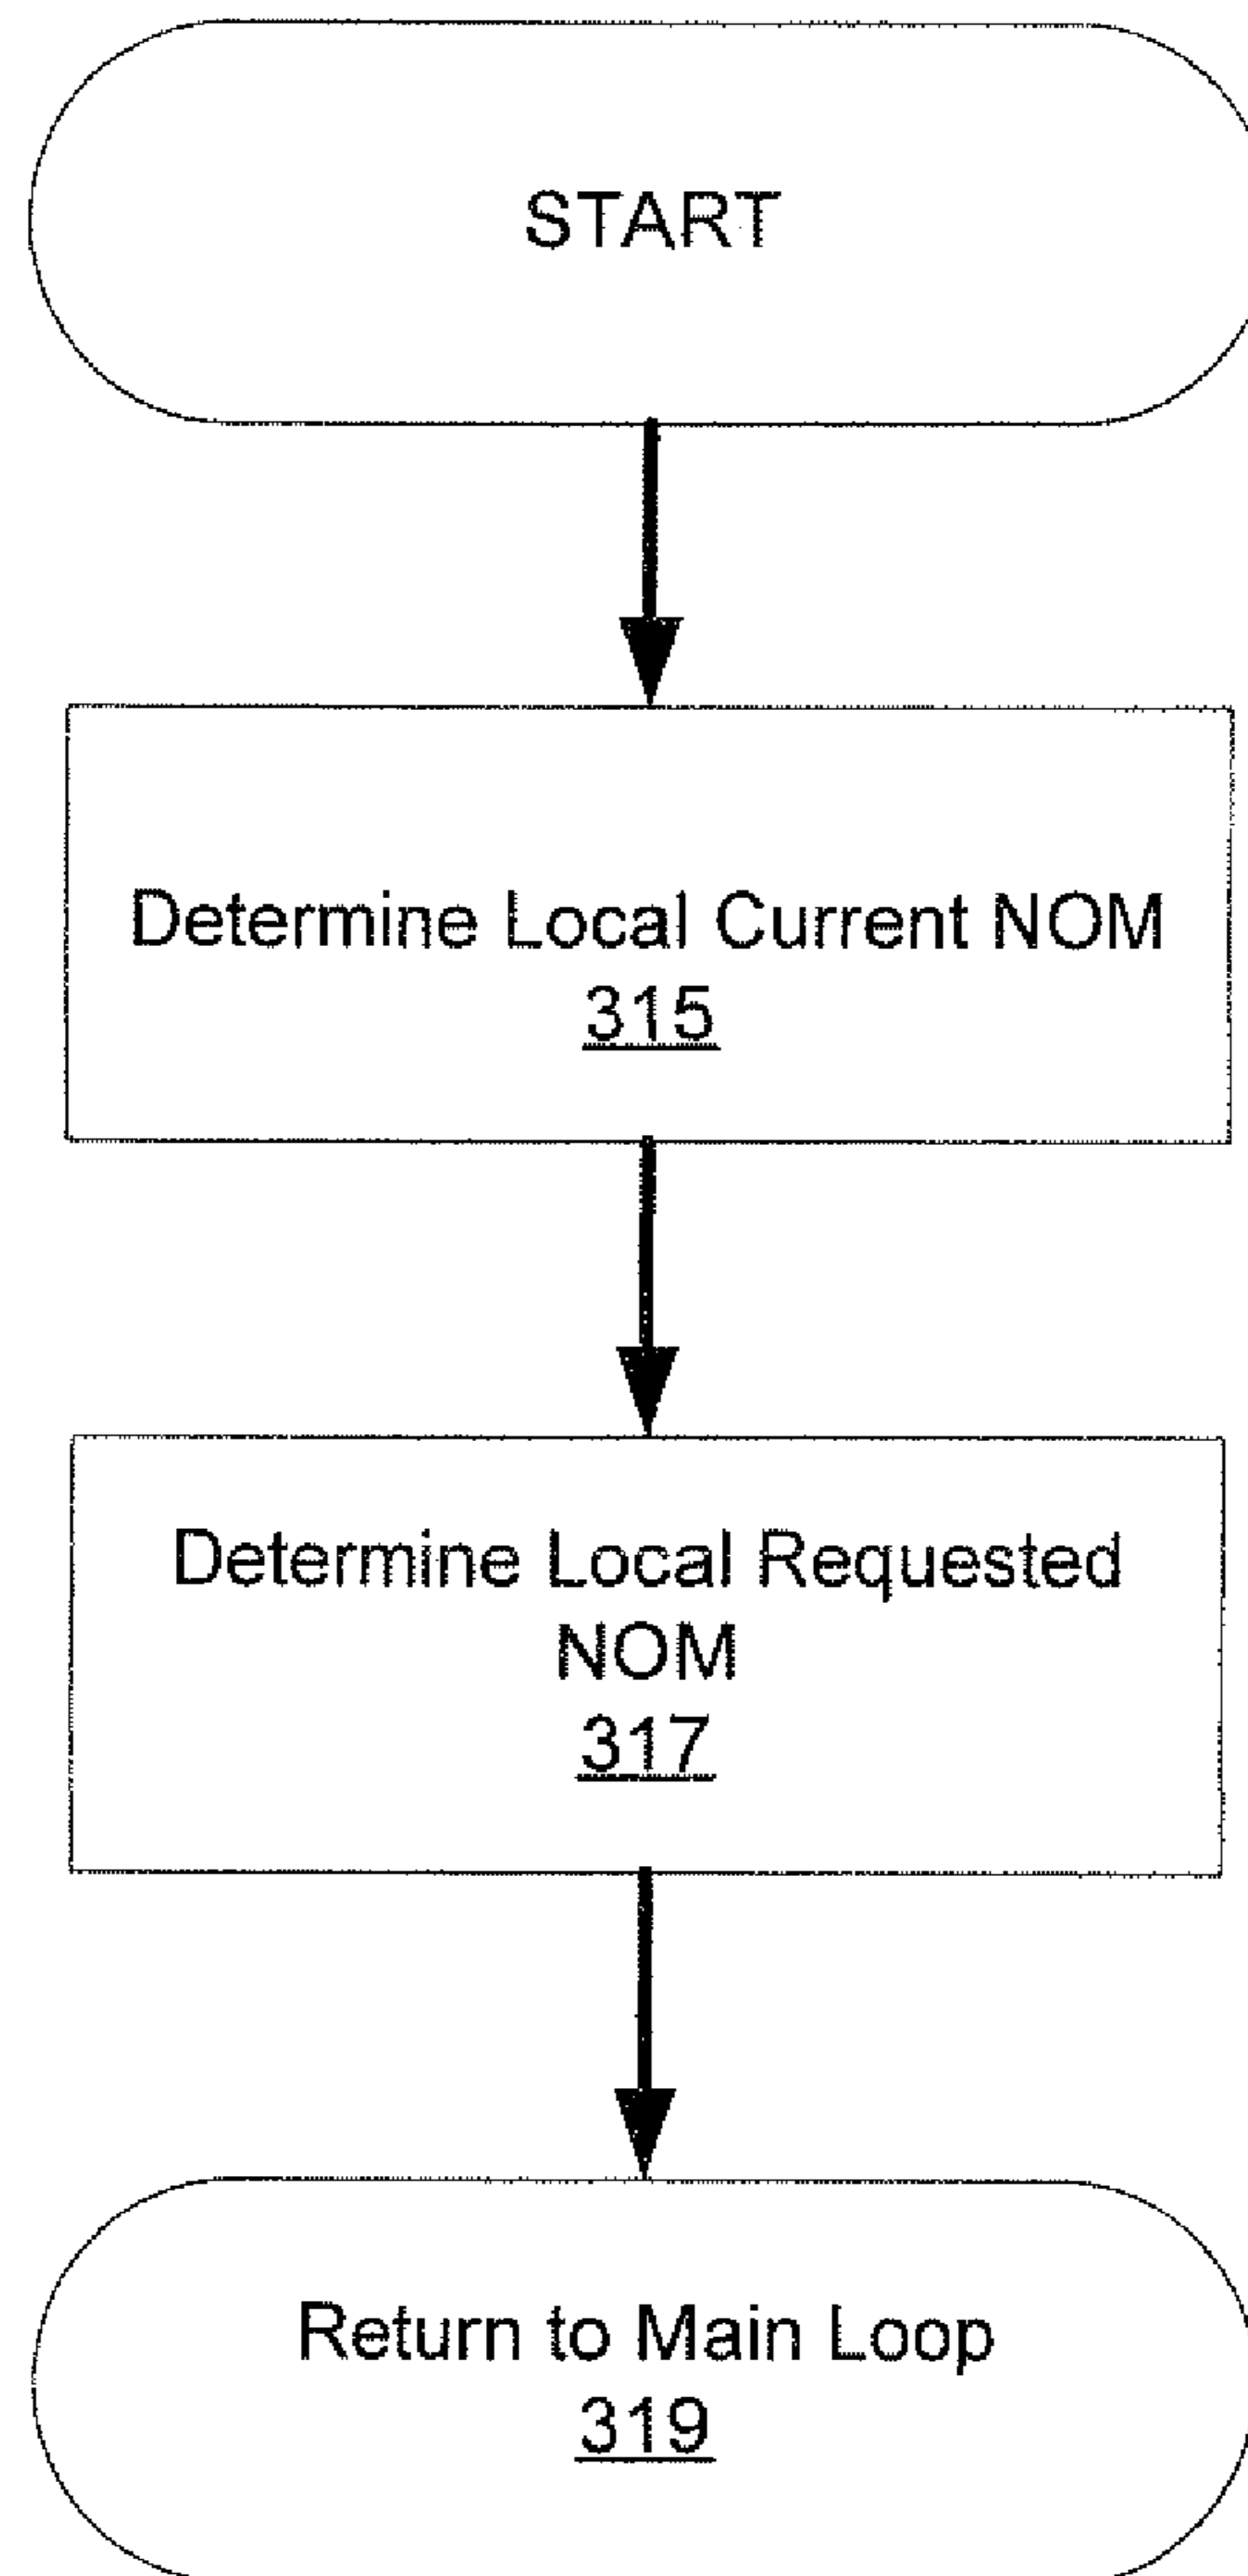 START
Determine Local Current NOM
315
Determine Local Requested
NOM
317
Return to Main Loop
319